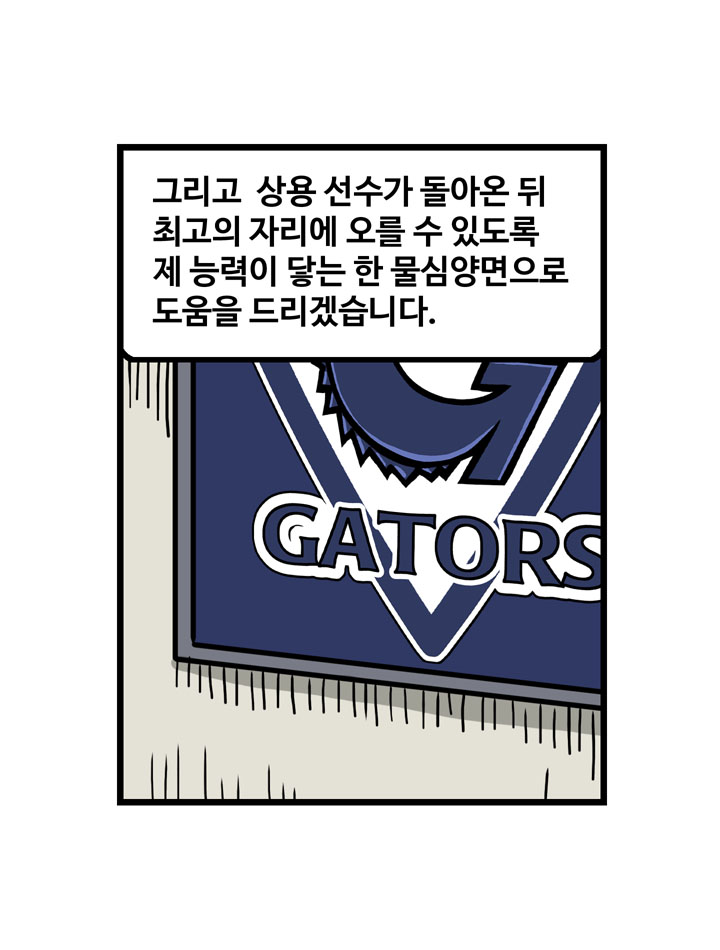 그리고 상용 선수가 돌아온 뒤
최고의 자리에 오를 수 있도록
제 능력이 닿는 한 물심양면으로
도움을 드리겠습니다.
G
GATORS